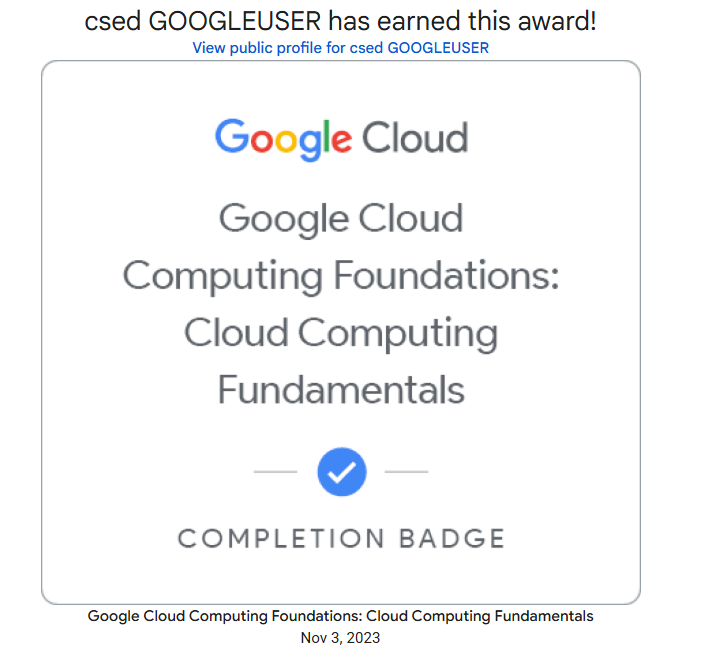 csed GOOGLEUSER has earned this award!
View public profile for csed GOOGLEUSER
Google Cloud
Google Cloud
Computing Foundations:
Cloud Computing
Fundamentals
COMPLETION BADGE
Google Cloud Computing Foundations: Cloud Computing Fundamentals
Nov 3, 2023